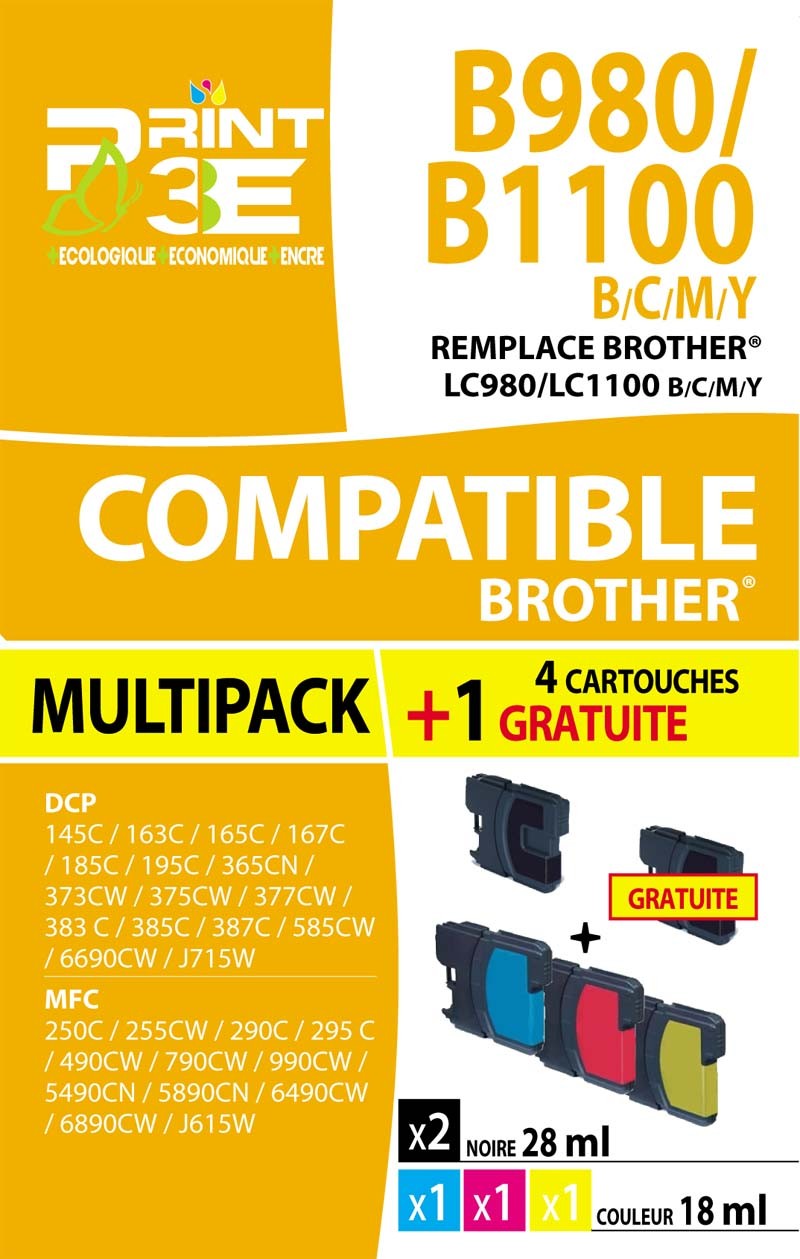 PRINT
3E
+ECOLOGIQUE+ECONOMIQUE+ENCRE
B980/
B1100
B/C/M/Y
REMPLACE BROTHER®
LC980/LC1100 B/C/M/Y
COMPATIBLE
BROTHER®
MULTIPACK
4 CARTOUCHES
+1 GRATUITE
DCP
145C / 163C / 165C / 167C
/ 185C / 195C / 365CN /
373CW / 375CW / 377CW /
383 C / 385C / 387C / 585CW
/ 6690CW / J715W
MFC
250C / 255CW / 290C / 295 C
/ 490CW / 790CW / 990CW /
5490CN / 5890CN / 6490CW
/ 6890CW / J615W
GRATUITE
+
x2 NOIRE 28 ml
x1 x1 x1 COULEUR 18 ml